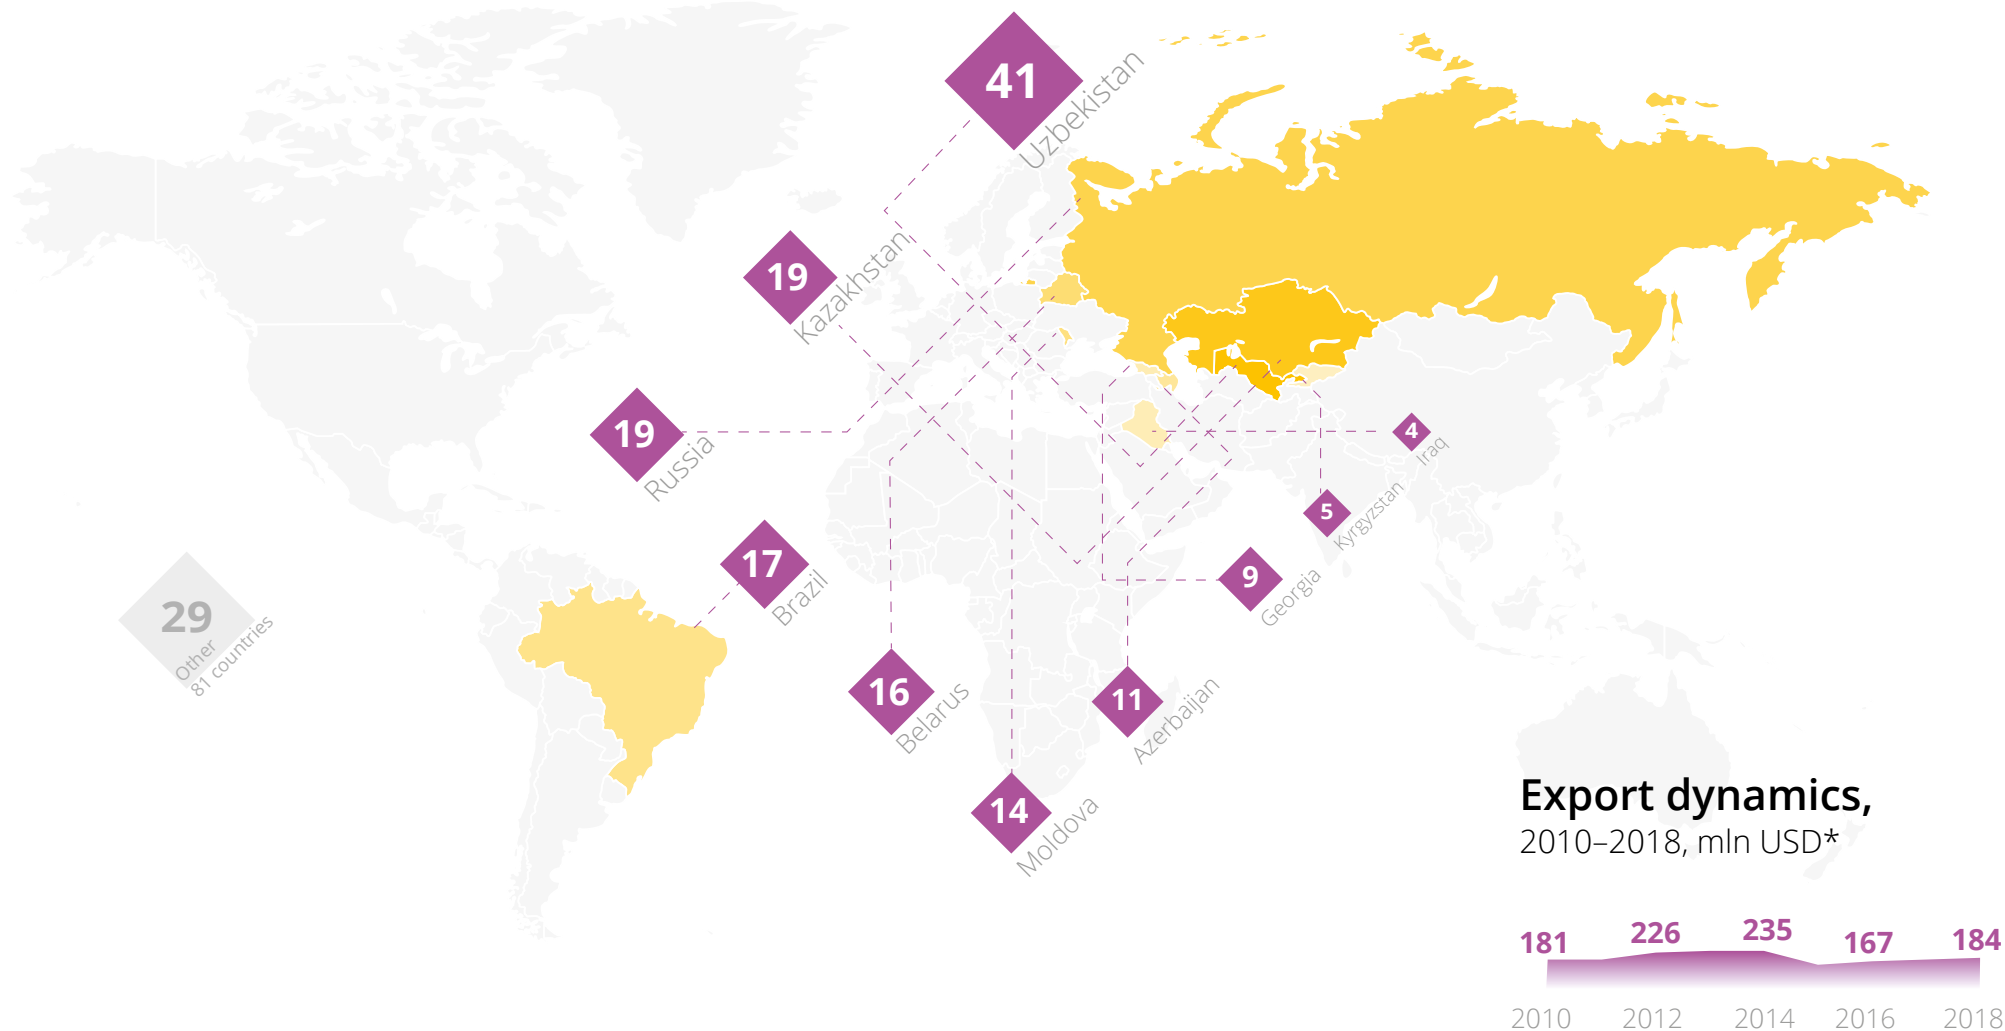 41
Uzbekistan
19
Kazakhstan
19
Russia
4
Iraq
5
Kyrgyzstan
17
Brazil
9
Georgia
29
Other
81 countries
16
Belarus
11
Azerbaijan
14
Moldova
Export dynamics,
2010–2018, mln USD*
181 226 235 167 184
2010 2012 2014 2016 2018